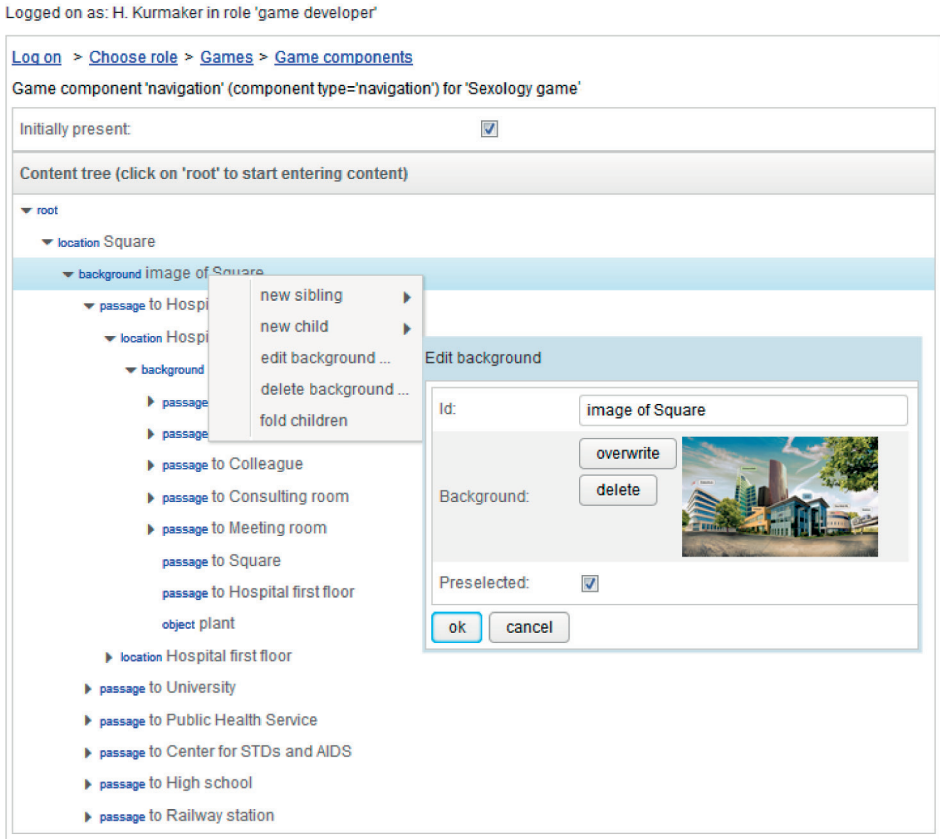 Logged on as: H. Kurmaker in role 'game developer'
Log on > Choose role > Games > Game components
Game component 'navigation' (component type='navigation') for 'Sexology game'
Initially present:
Content tree (click on 'root' to start entering content)
root
location Square
background image of Square
passage to Hospi
location Hospi
background
passage
passage
passage to Colleague
passage to Consulting room
passage to Meeting room
passage to Square
passage to Hospital first floor
object plant
location Hospital first floor
passage to University
passage to Public Health Service
passage to Center for STDs and AIDS
passage to High school
passage to Railway station
new sibling
new child
edit background ...
delete background ...
fold children
Edit background
Id:
image of Square
Background:
overwrite
delete
Preselected:
ok cancel